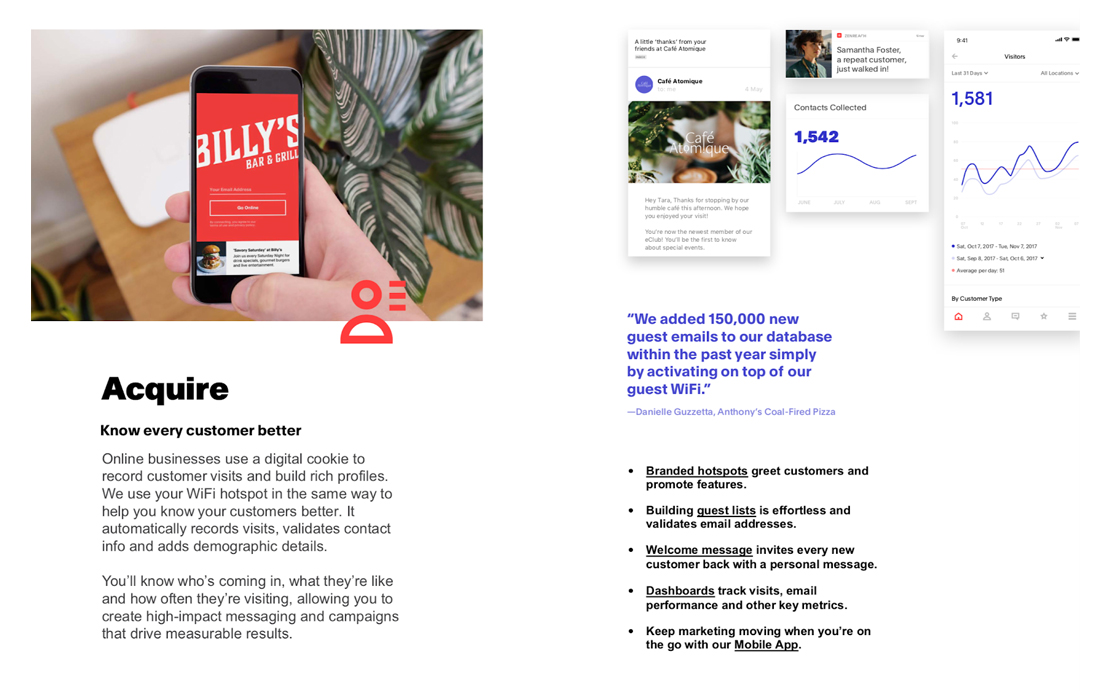 BILLY'S
BAR & GRILL
Your Email Address
Go Online
'Savory Saturday' at Billy's
Join us every Saturday Night for
drink specials, gourmet burgers
and live entertainment.
Acquire
Know every customer better
Online businesses use a digital cookie to
record customer visits and build rich profiles.
We use your WiFi hotspot in the same way to
help you know your customers better. It
automatically records visits, validates contact
info and adds demographic details.
You'll know who's coming in, what they're like
and how often they're visiting, allowing you to
create high-impact messaging and campaigns
that drive measurable results.
A little 'thanks' from your
friends at Café Atomique
Café Atomique
to: me
4 May
Café
Atomique
Hey Tara, Thanks for stopping by our
humble café this afternoon. We hope
you enjoyed your visit!
You're now the newest member of our
eClub! You'll be the first to know
about special events.
Samantha Foster,
a repeat customer,
just walked in!
Contacts Collected
1,542
JUNE JULY AUG SEPT
9:41
Visitors
Last 31 Days
All Locations
1,581
Sat, Oct 7, 2017 - Tue, Nov 7, 2017
Sat, Sep 8, 2017 - Sat, Oct 6, 2017
Average per day: 51
By Customer Type
“We added 150,000 new
guest emails to our database
within the past year simply
by activating on top of our
guest WiFi.”
—Danielle Guzzetta, Anthony's Coal-Fired Pizza
• Branded hotspots greet customers and
promote features.
• Building guest lists is effortless and
validates email addresses.
• Welcome message invites every new
customer back with a personal message.
• Dashboards track visits, email
performance and other key metrics.
• Keep marketing moving when you're on
the go with our Mobile App.